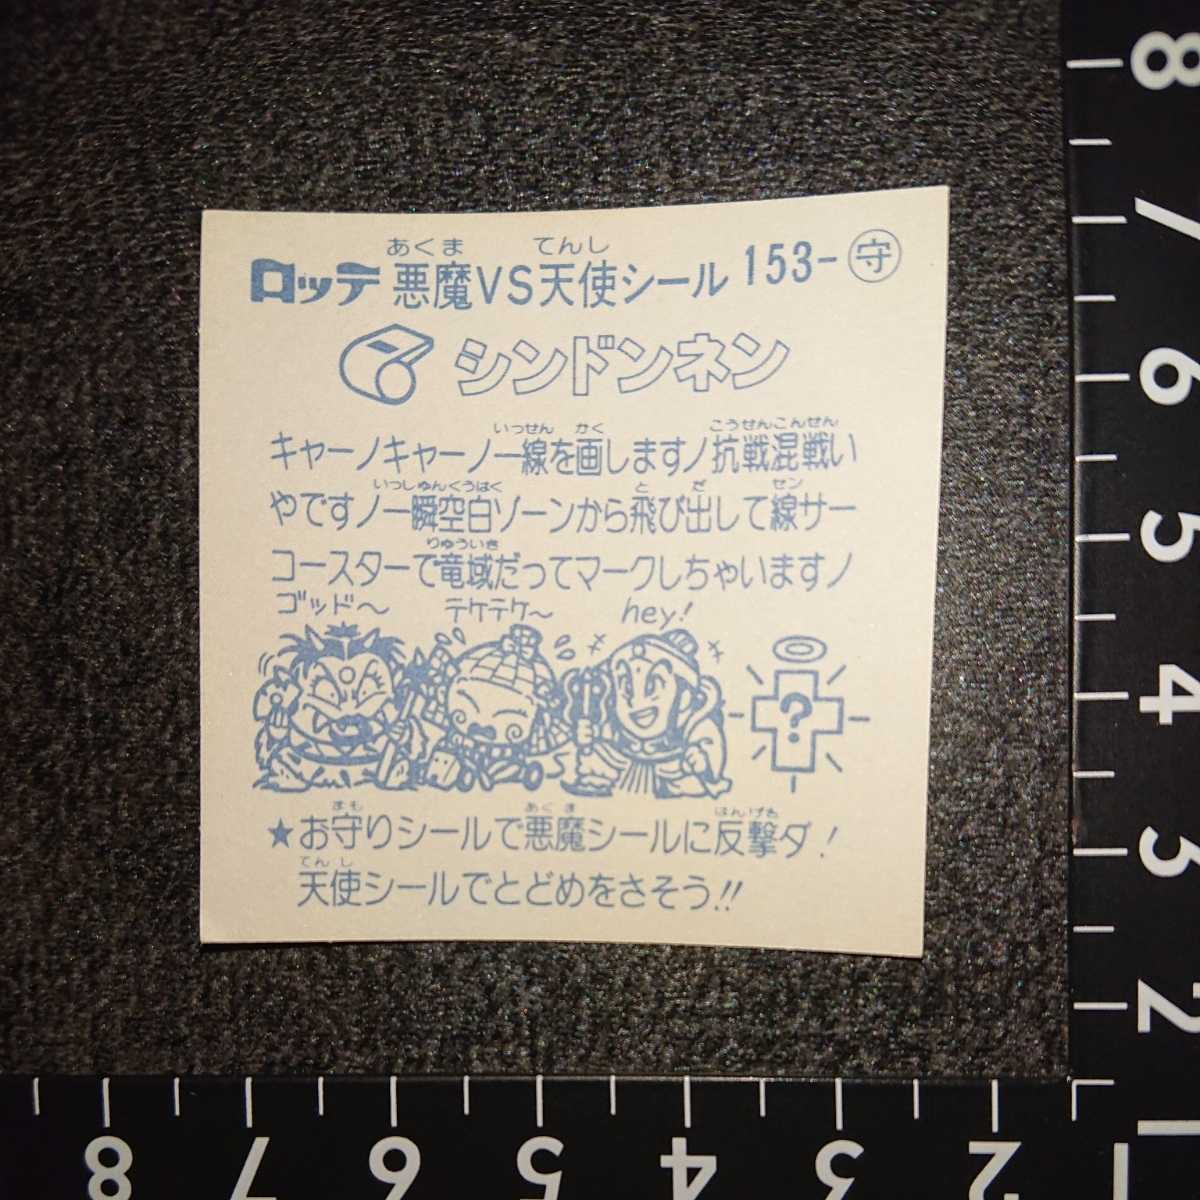 あくま てんし
ロッテ 悪魔VS天使シール 153-守
シンドンネン
いっせん かく こうせんこんせん
キャーノキャーノ一線を画しますノ抗戦混戦い
いっしゅんくうはく と だ セン
やですノ一瞬空白ゾーンから飛び出して線サー
りゅういき
コースターで竜域だってマークしちゃいますノ
ゴッド〜 テケテケ〜 hey!
?
まも あくま はんげき
★お守りシールで悪魔シールに反撃ダ!
てんし
天使シールでとどめをさそう!!
8
7
6
5
4
3
2
1
8 7 6 5 4 3 2